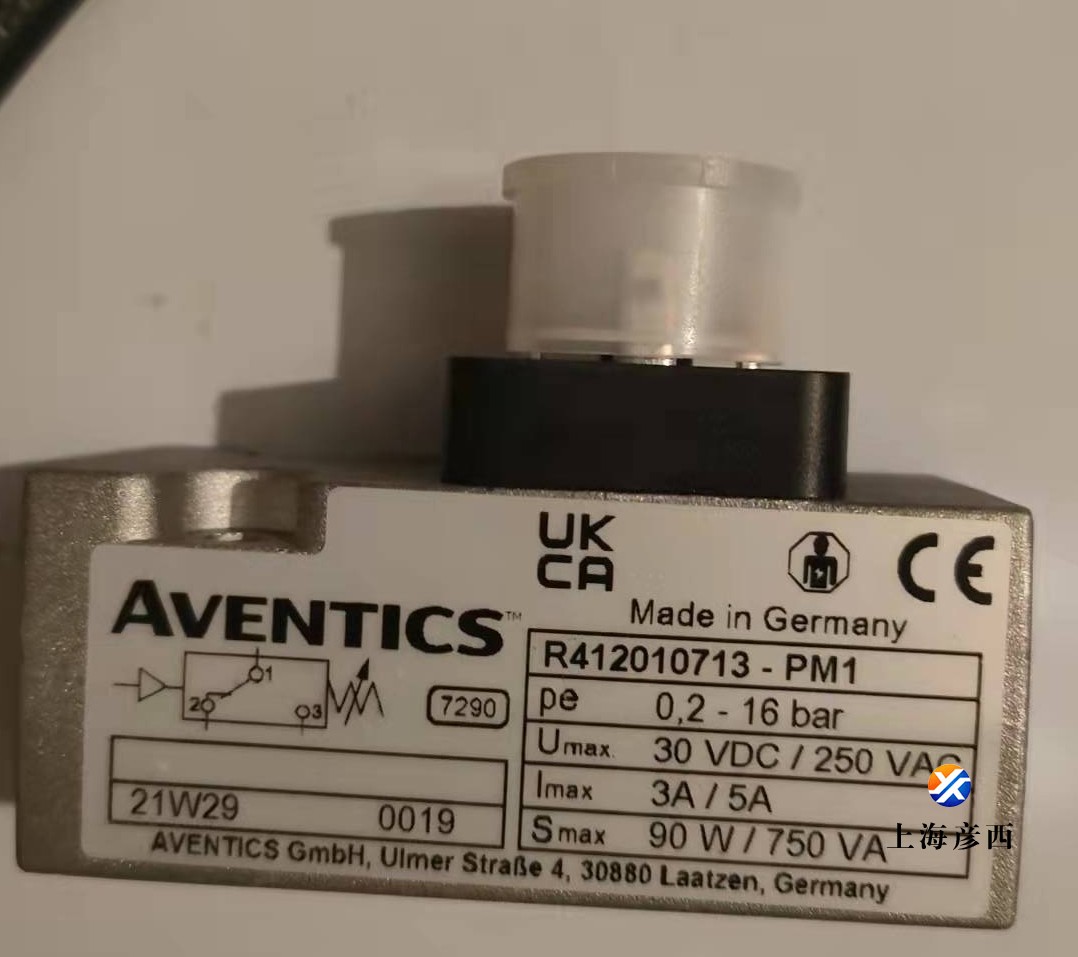 UK
CA
CE
Made in Germany
AVENTICS™
R412010713 - PM1
pe 0,2 - 16 bar
Umax. 30 VDC / 250 VAC
Imax 3A / 5A
Smax 90 W / 750 VA
1
2
3
7290
21W29 0019
AVENTICS GmbH, Ulmer Straße 4, 30880 Laatzen, Germany
上海彦西